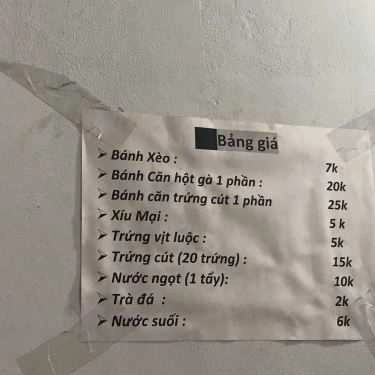 Bảng giá
➢ Bánh Xèo : 7k
➢ Bánh Căn hột gà 1 phần : 20k
➢ Bánh căn trứng cút 1 phần 25k
➢ Xíu Mại : 5 k
➢ Trứng vịt luộc : 5k
➢ Trứng cút (20 trứng) : 15k
➢ Nước ngọt (1 tẩy): 10k
➢ Trà đá : 2k
➢ Nước suối : 6k